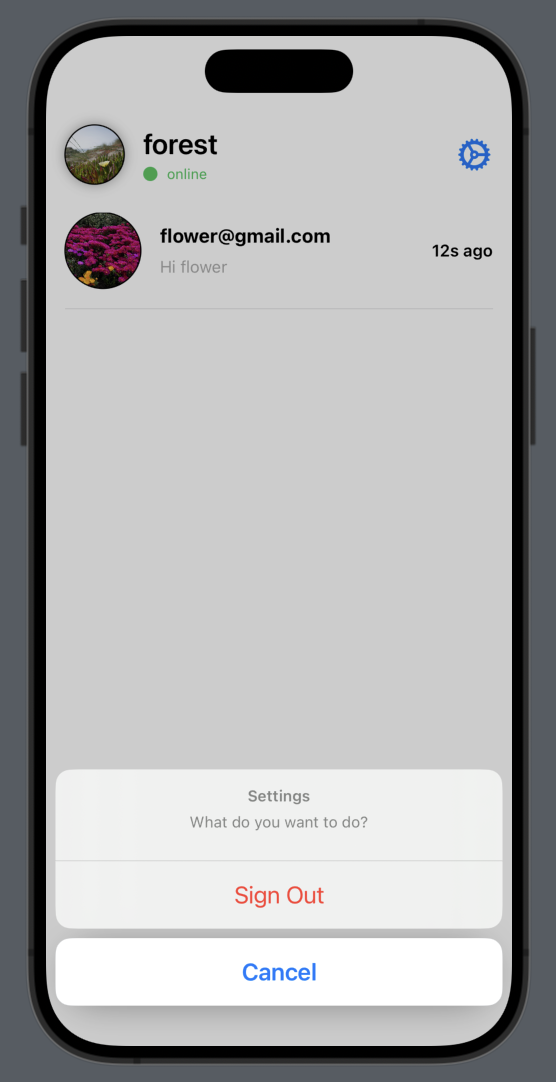 forest
online
flower@gmail.com
Hi flower
12s ago
Settings
What do you want to do?
Sign Out
Cancel